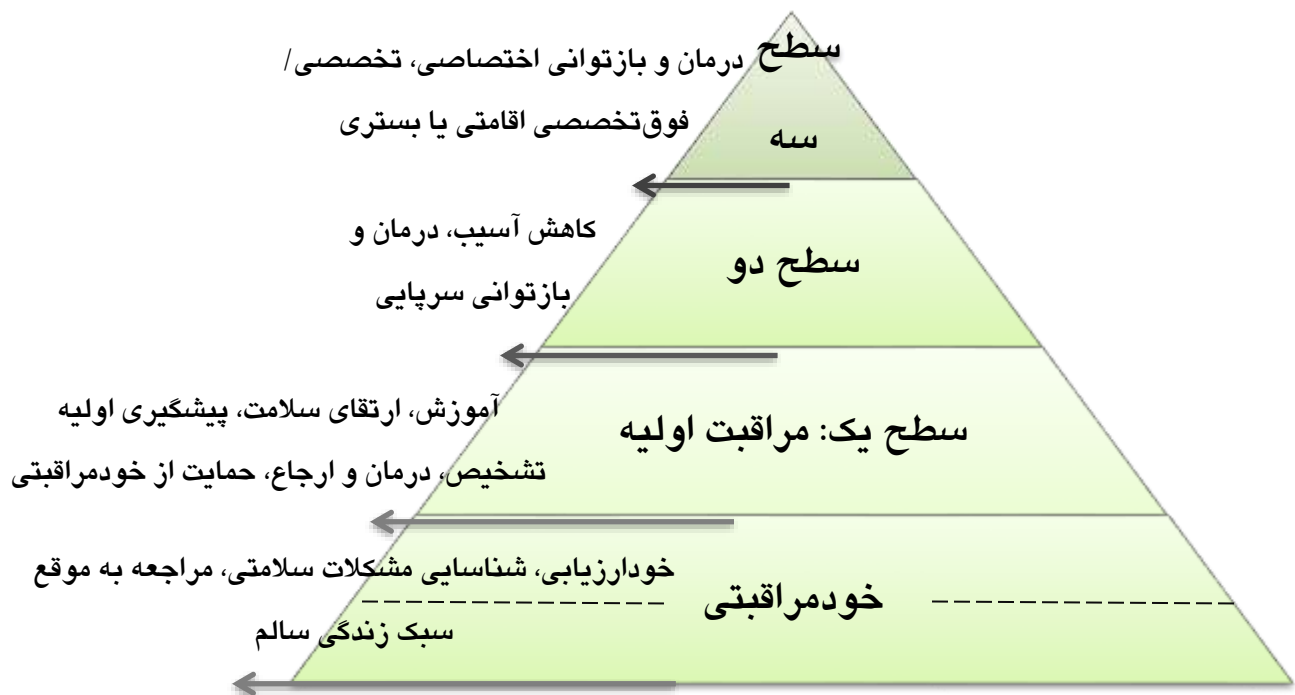 سطح
سه
درمان و بازتوانی اختصاصی، تخصصی/
فوق‌تخصصی اقامتی یا بستری
سطح دو
کاهش آسیب، درمان و
بازتوانی سرپایی
سطح یک: مراقبت اولیه
آموزش، ارتقای سلامت، پیشگیری اولیه
تشخیص، درمان و ارجاع، حمایت از خودمراقبتی
خودمراقبتی
خودارزیابی، شناسایی مشکلات سلامتی، مراجعه به موقع
سبک زندگی سالم